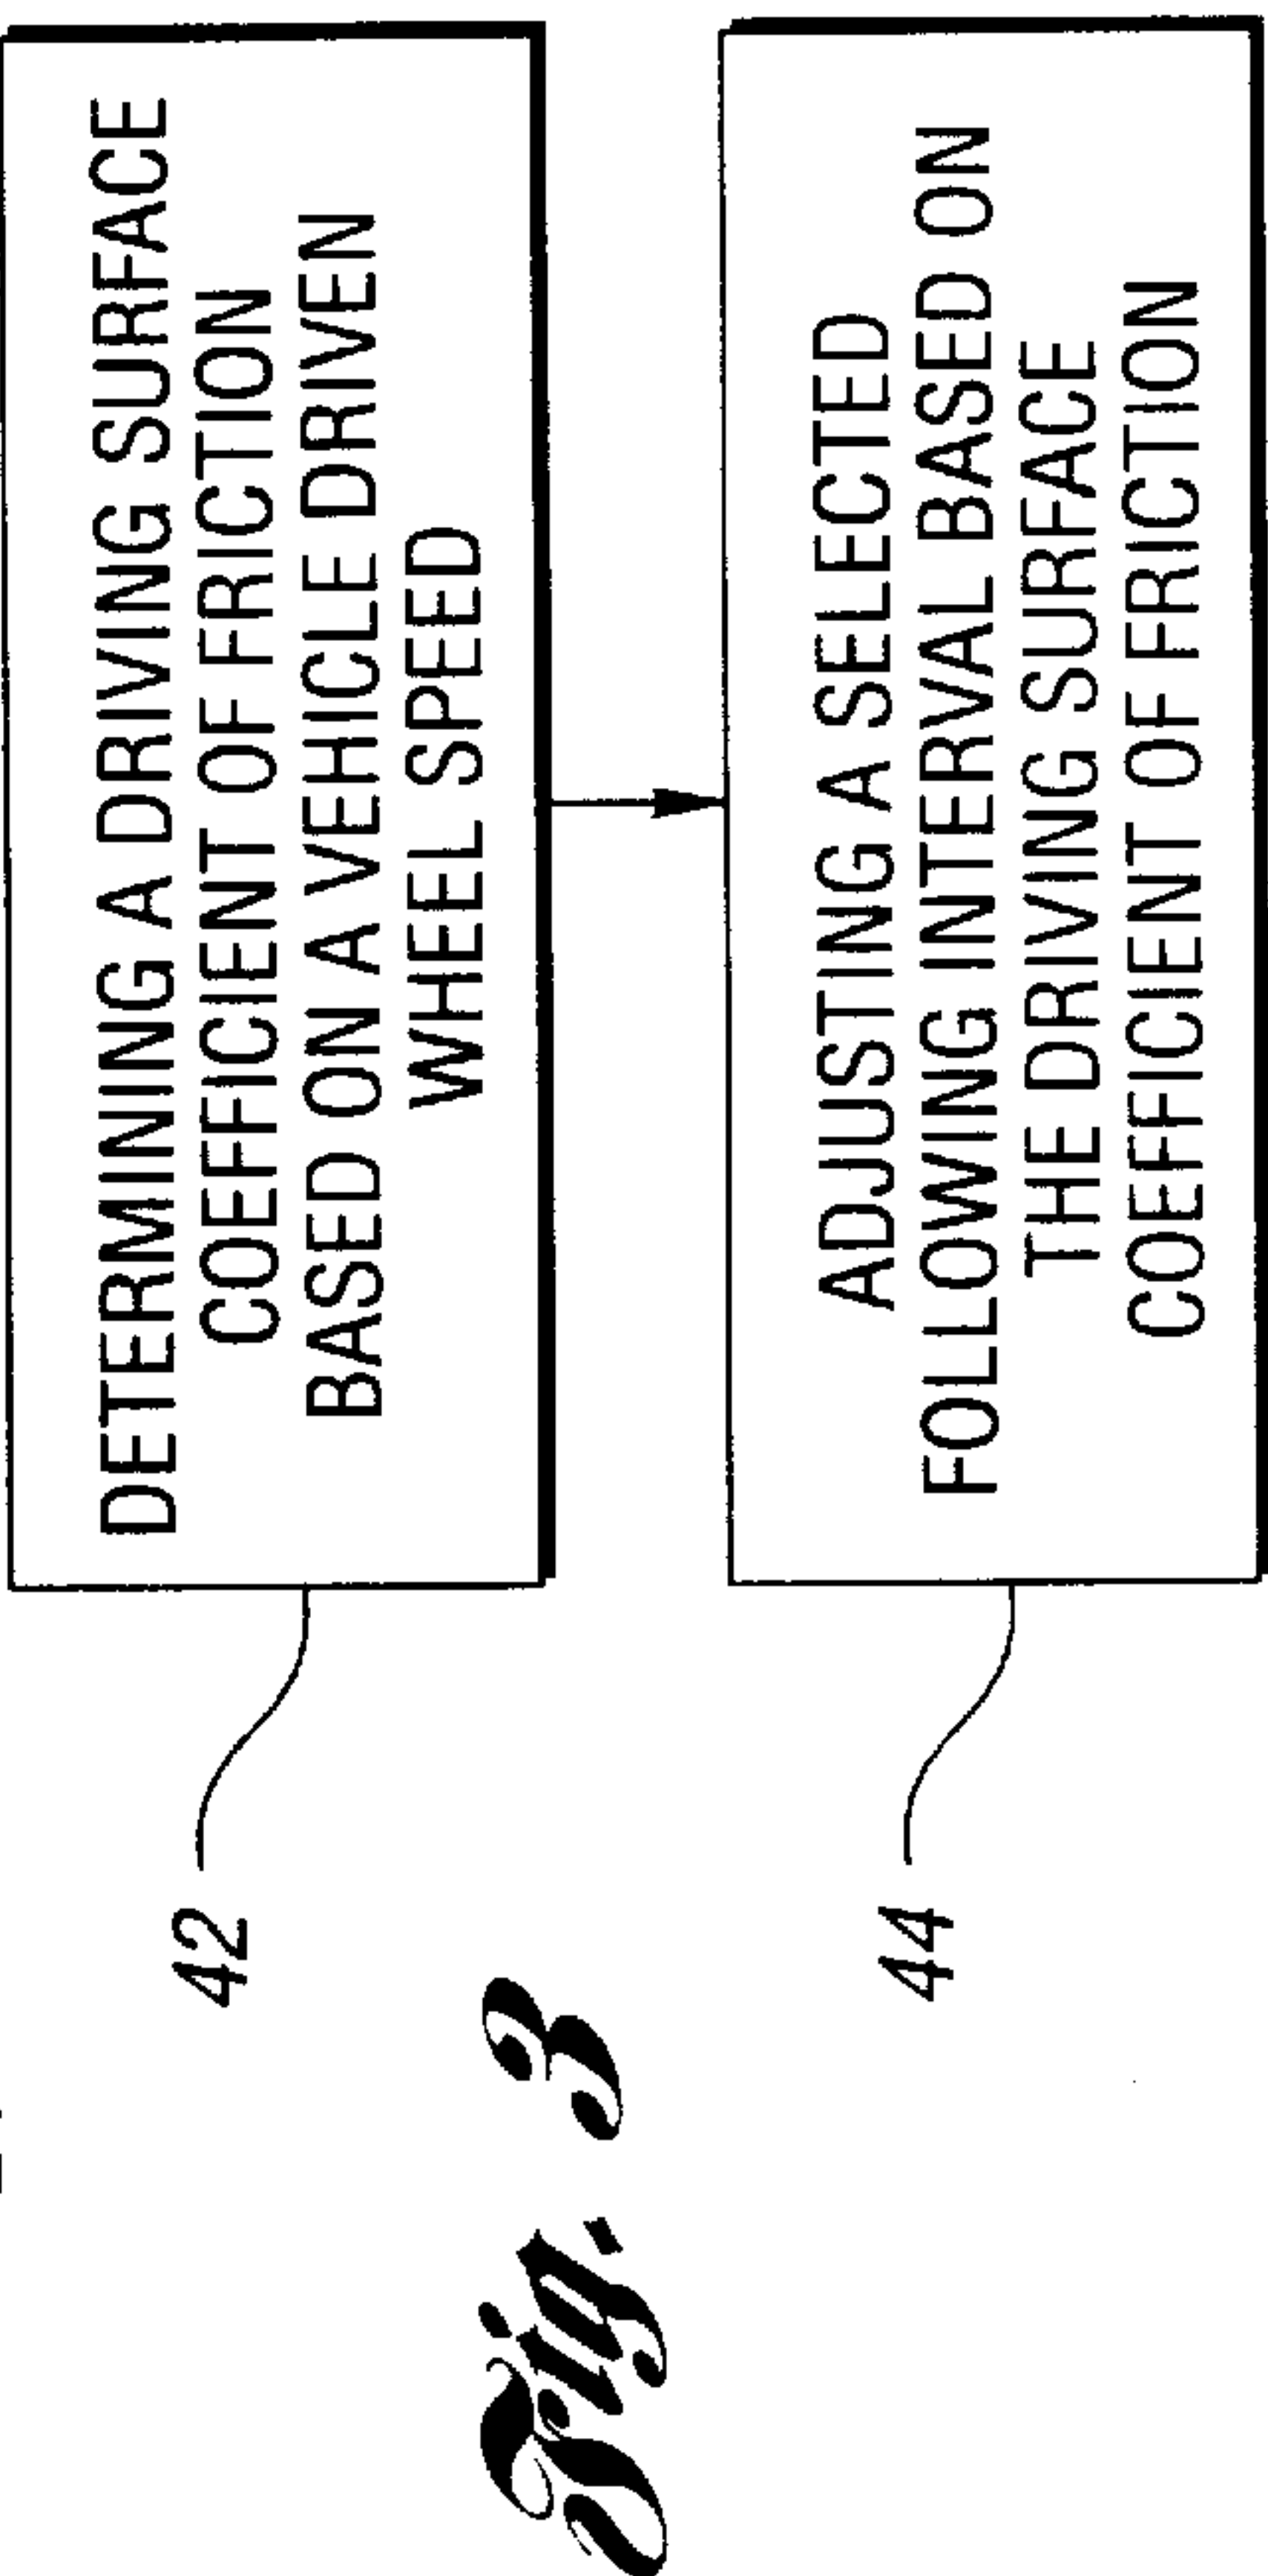 DETERMINING A DRIVING SURFACE
COEFFICIENT OF FRICTION
BASED ON A VEHICLE DRIVEN
WHEEL SPEED
42
ADJUSTING A SELECTED
FOLLOWING INTERVAL BASED ON
THE DRIVING SURFACE
COEFFICIENT OF FRICTION
44
Fig. 3